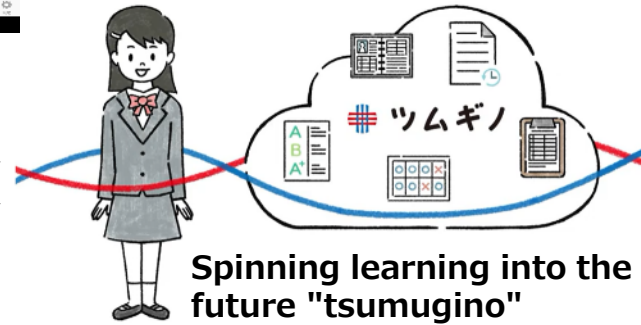 ツムギノ
A
B
A+
Spinning learning into the
future "tsumugino"